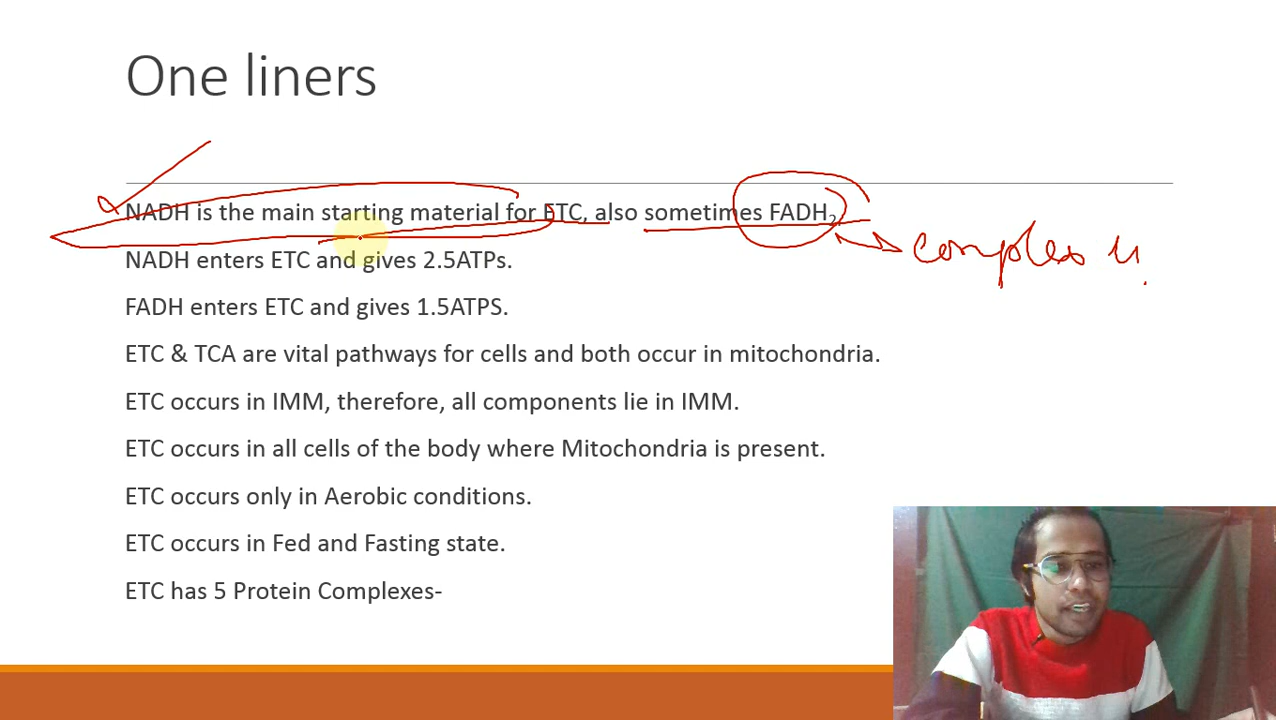 One liners
NADH is the main starting material for ETC, also sometimes FADH₂
complex II
NADH enters ETC and gives 2.5ATPs.
FADH enters ETC and gives 1.5ATPS.
ETC & TCA are vital pathways for cells and both occur in mitochondria.
ETC occurs in IMM, therefore, all components lie in IMM.
ETC occurs in all cells of the body where Mitochondria is present.
ETC occurs only in Aerobic conditions.
ETC occurs in Fed and Fasting state.
ETC has 5 Protein Complexes-